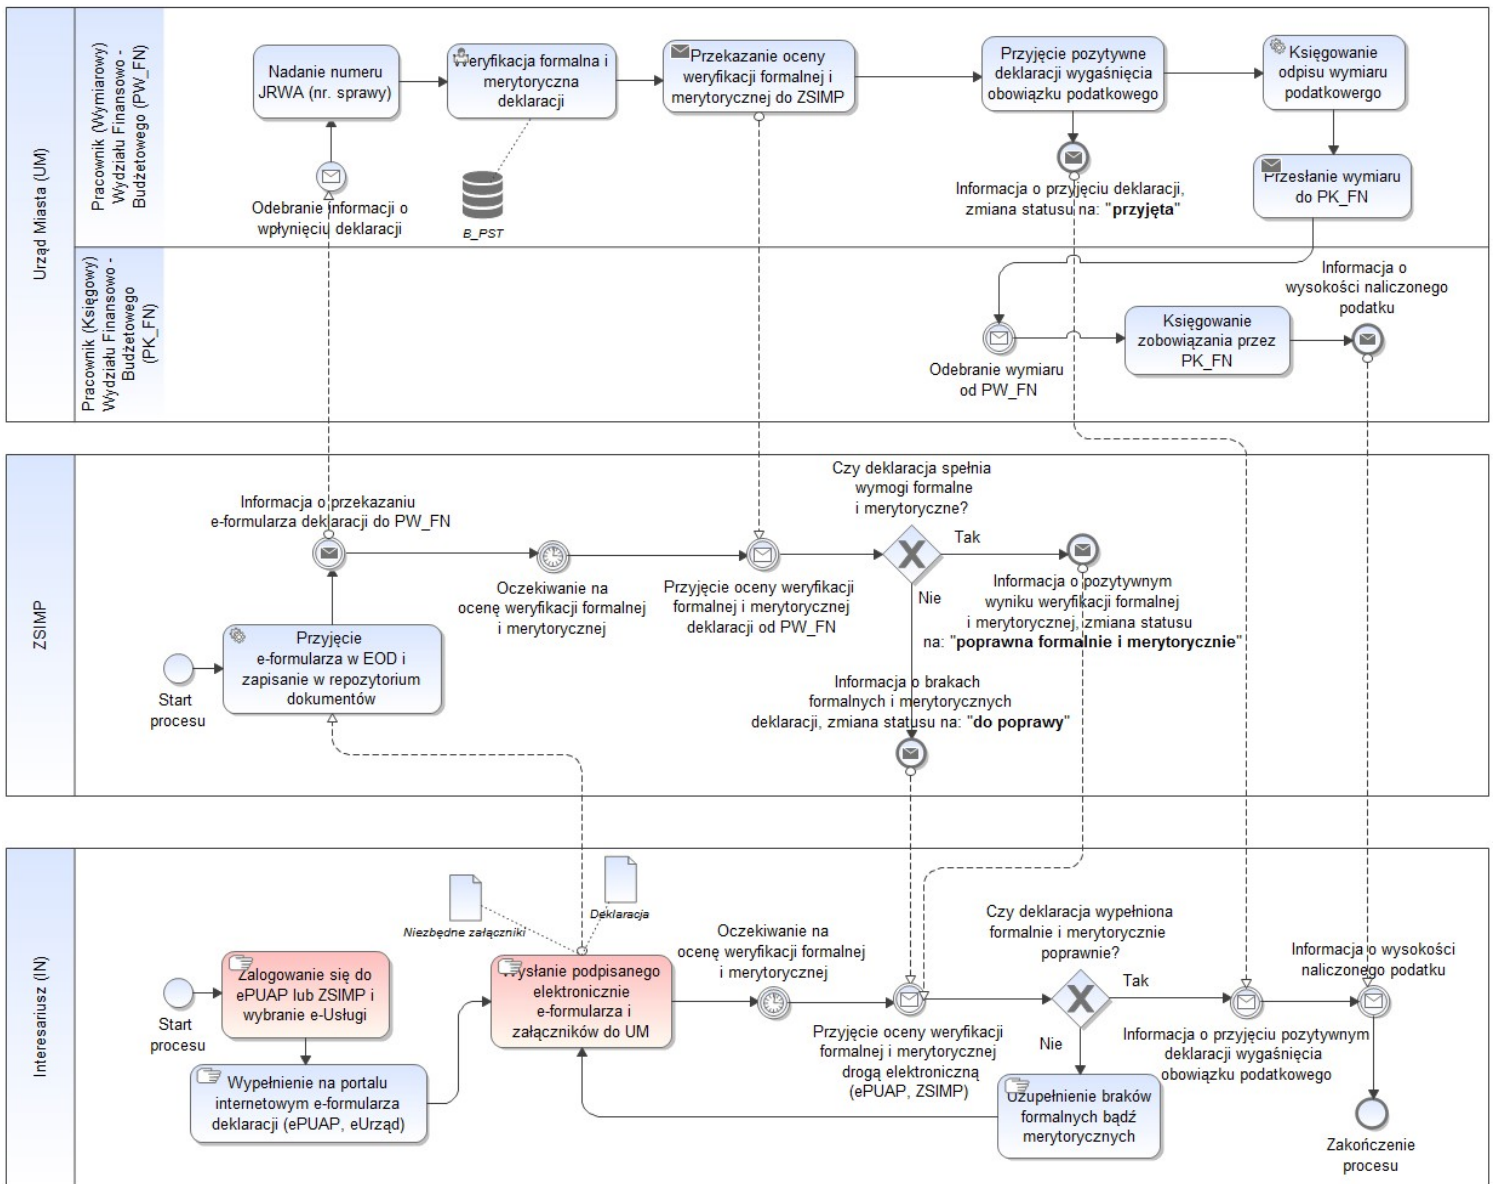 Urząd Miasta (UM)
Pracownik (Wymiarowy)
Wydziału Finansowo -
Budżetowego (PW_FN)
Nadanie numeru
JRWA (nr. sprawy)
eryfikacja formalna i
merytoryczna
deklaracji
Przekazanie oceny
weryfikacji formalnej i
merytorycznej do ZSIMP
Przyjęcie pozytywne
deklaracji wygaśnięcia
obowiązku podatkowego
Księgowanie
odpisu wymiaru
podatkowergo
Odebranie informacji o
wpłynięciu deklaracji
B_PST
Informacja o przyjęciu deklaracji,
zmiana statusu na: "przyjęta"
Przesłanie wymiaru
do PK_FN
Pracownik (Księgowy)
Wydziału Finansowo -
Budżetowego
(PK_FN)
Odebranie wymiaru
od PW_FN
Księgowanie
zobowiązania przez
PK_FN
Informacja o
wysokości naliczonego
podatku
ZSIMP
Informacja o przekazaniu
e-formularza deklaracji do PW_FN
Start
procesu
Przyjęcie
e-formularza w EOD i
zapisanie w repozytorium
dokumentów
Oczekiwanie na
ocenę weryfikacji formalnej
i merytorycznej
Przyjęcie oceny weryfikacji
formalnej i merytorycznej
deklaracji od PW_FN
Czy deklaracja spełnia
wymogi formalne
i merytoryczne?
X
Tak
Nie
Informacja o pozytywnym
wyniku weryfikacji formalnej
i merytorycznej, zmiana statusu
na: "poprawna formalnie i merytorycznie"
Informacja o brakach
formalnych i merytorycznych
deklaracji, zmiana statusu na: "do poprawy"
Interesariusz (IN)
Start
procesu
Zalogowanie się do
ePUAP lub ZSIMP i
wybranie e-Usługi
Wypełnienie na portalu
internetowym e-formularza
deklaracji (ePUAP, eUrząd)
Niezbędne załączniki
Deklaracja
ysłanie podpisanego
elektronicznie
e-formularza i
załączników do UM
Oczekiwanie na
ocenę weryfikacji formalnej
i merytorycznej
Przyjęcie oceny weryfikacji
formalnej i merytorycznej
drogą elektroniczną
(ePUAP, ZSIMP)
Czy deklaracja wypełniona
formalnie i merytorycznie
poprawnie?
X
Tak
Nie
Uzupełnienie braków
formalnych bądź
merytorycznych
Informacja o przyjęciu pozytywnym
deklaracji wygaśnięcia
obowiązku podatkowego
Informacja o wysokości
naliczonego podatku
Zakończenie
procesu